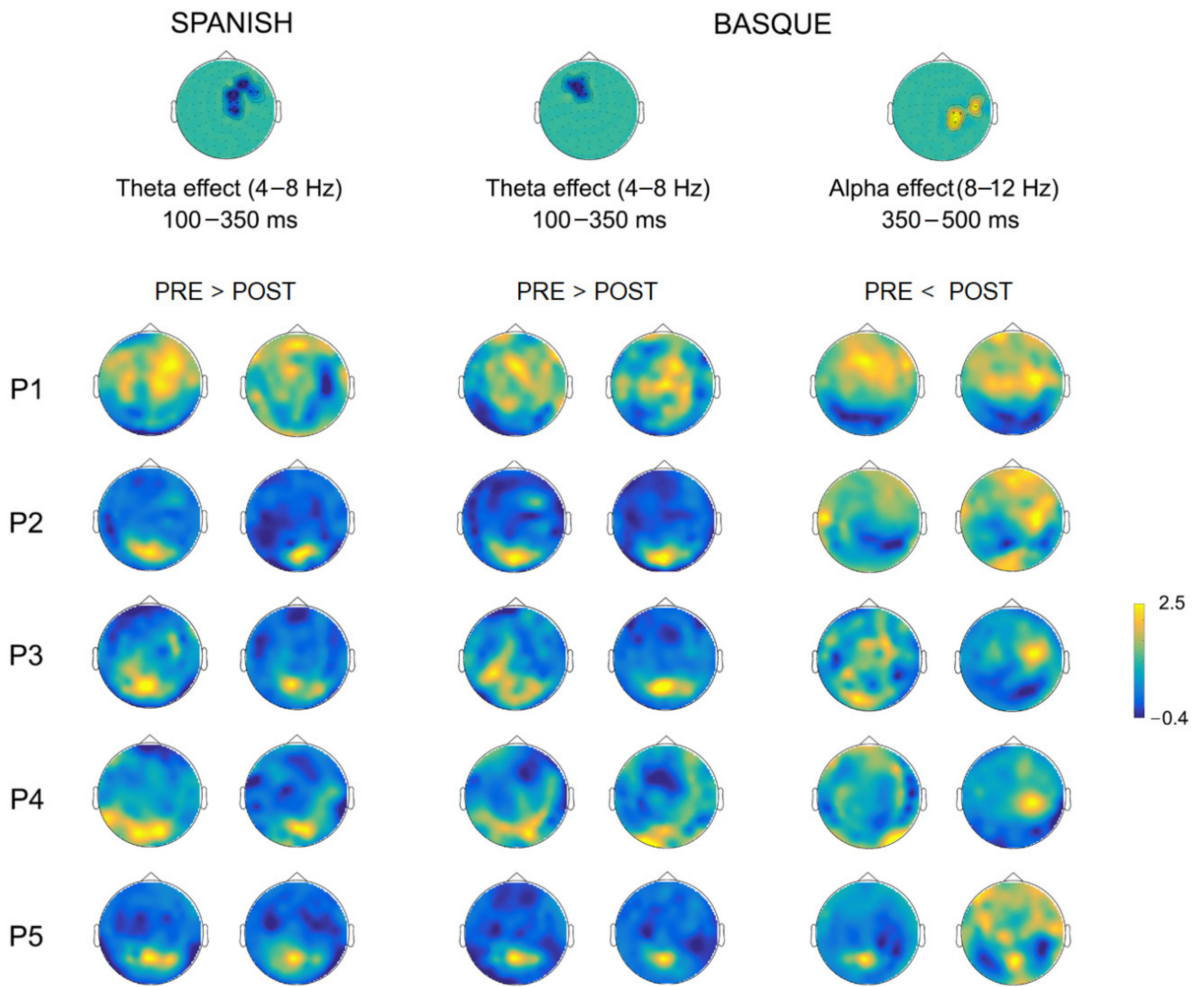 SPANISH
BASQUE
Theta effect (4–8 Hz)
100–350 ms
Theta effect (4–8 Hz)
100–350 ms
Alpha effect(8–12 Hz)
350–500 ms
PRE > POST
PRE > POST
PRE < POST
P1
P2
P3
2.5
−0.4
P4
P5